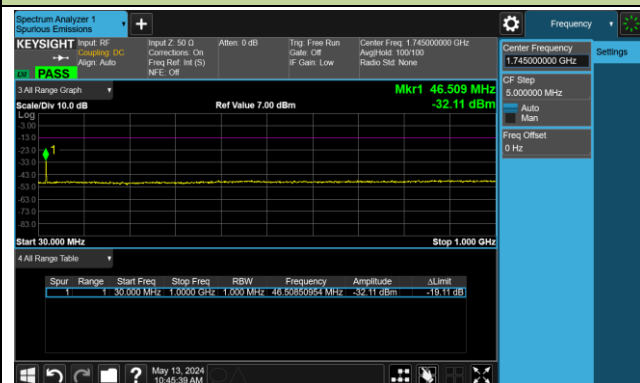 Spectrum Analyzer 1
Spurious Emissions
+
Frequency
KEYSIGHT
Input: RF
Coupling: DC
Align: Auto
Input Z: 50 Ω
Corrections: On
Freq Ref: Int (S)
NFE: Off
Atten: 0 dB
Trig: Free Run
Gate: Off
IF Gain: Low
Center Freq: 1.745000000 GHz
Avg|Hold: 100/100
Radio Std: None
PASS
Center Frequency
1.745000000 GHz
Settings
CF Step
5.000000 MHz
Auto
Man
Freq Offset
0 Hz
3 All Range Graph
Mkr1 46.509 MHz
Scale/Div 10.0 dB
Ref Value 7.00 dBm
-32.11 dBm
Log
-3.00
-13.0
-23.0
-33.0
-43.0
-53.0
-63.0
-73.0
-83.0
1
Start 30.000 MHz
Stop 1.000 GHz
4 All Range Table
Spur Range Start Freq Stop Freq RBW Frequency Amplitude ΔLimit
1 1 30.000 MHz 1.0000 GHz 1.000 MHz 46.50850954 MHz -32.11 dBm -19.11 dB
?
May 13, 2024
10:45:39 AM